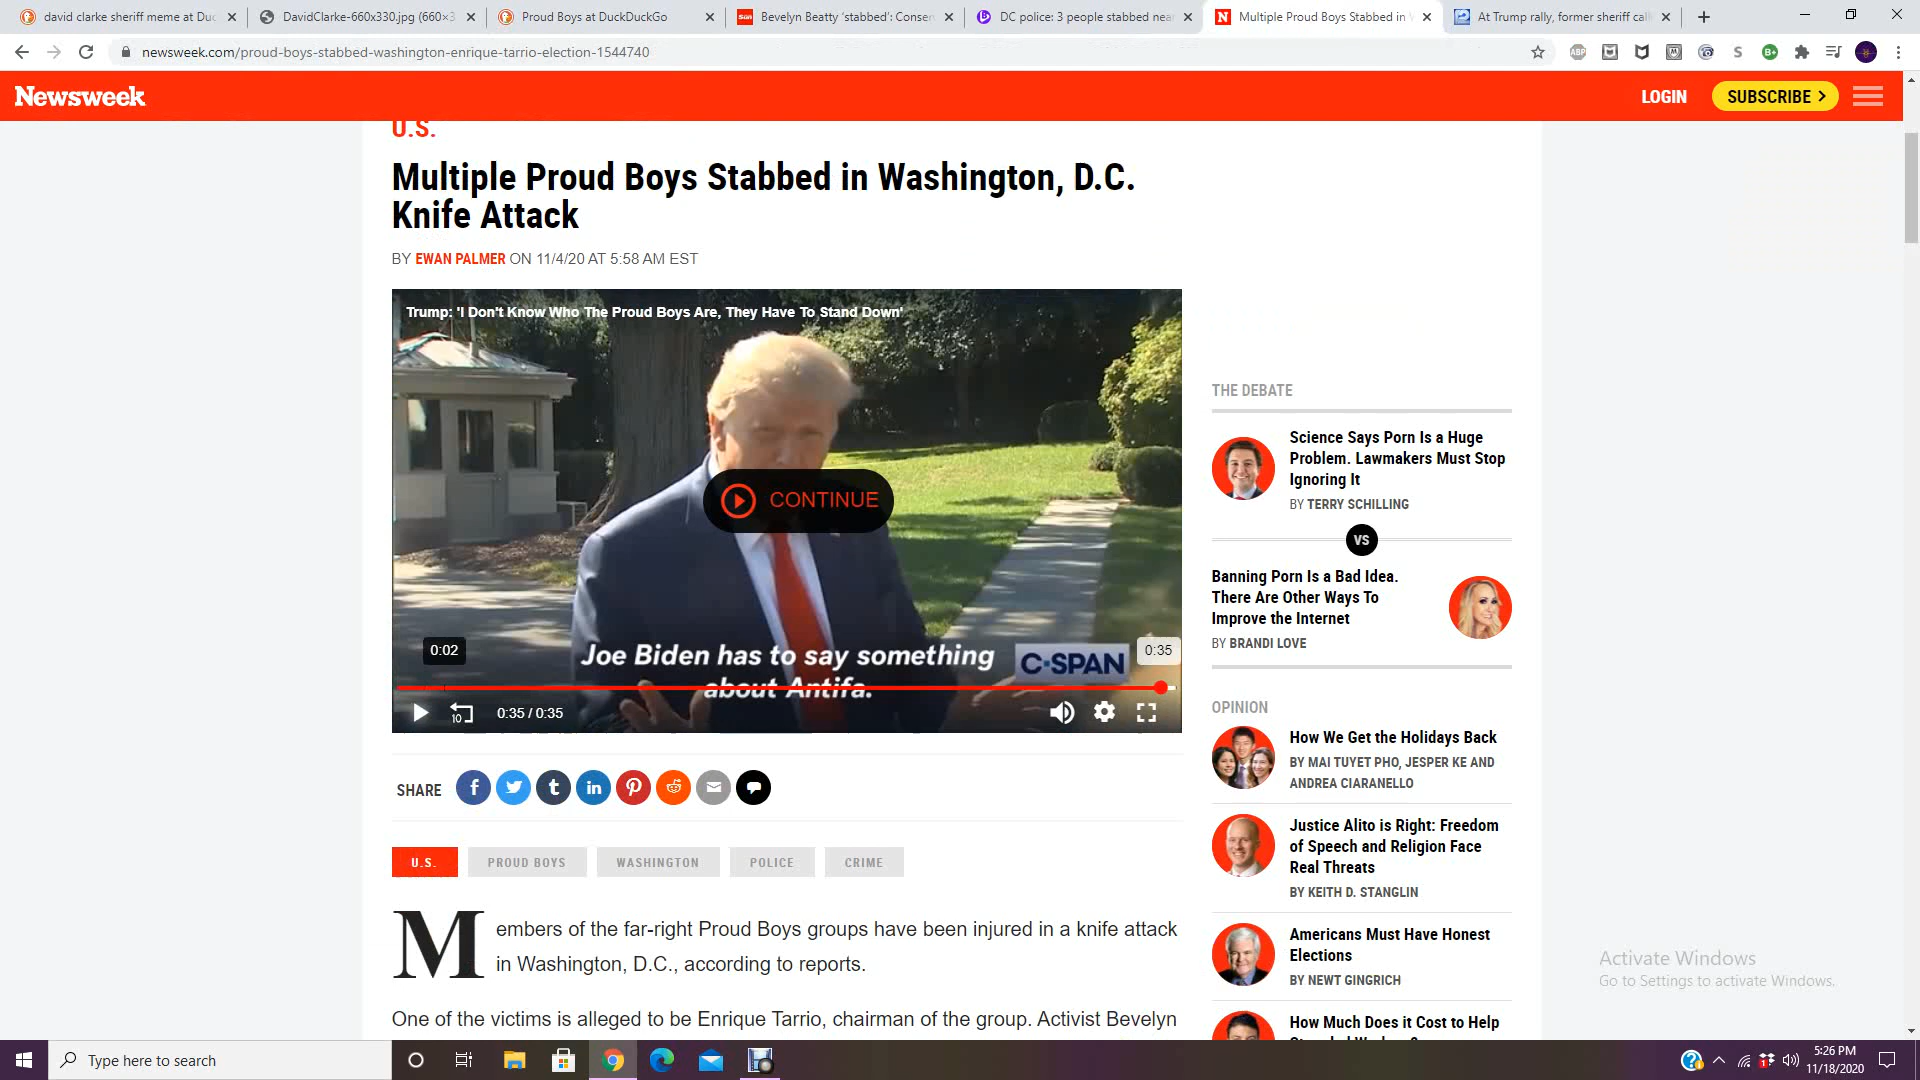 david clarke sheriff meme at Duc
DavidClarke-660x330.jpg (660×3
Proud Boys at DuckDuckGo
Bevelyn Beatty 'stabbed': Conser
DC police: 3 people stabbed near
Multiple Proud Boys Stabbed in
At Trump rally, former sheriff call
newsweek.com/proud-boys-stabbed-washington-enrique-tarrio-election-1544740
Newsweek
LOGIN
SUBSCRIBE
U.S.
Multiple Proud Boys Stabbed in Washington, D.C.
Knife Attack
BY EWAN PALMER ON 11/4/20 AT 5:58 AM EST
Trump: 'I Don't Know Who The Proud Boys Are, They Have To Stand Down'
CONTINUE
0:02
Joe Biden has to say something
about Antifa.
C-SPAN
0:35
10
0:35 / 0:35
SHARE
U.S.
PROUD BOYS
WASHINGTON
POLICE
CRIME
Members of the far-right Proud Boys groups have been injured in a knife attack
in Washington, D.C., according to reports.
One of the victims is alleged to be Enrique Tarrio, chairman of the group. Activist Bevelyn
THE DEBATE
Science Says Porn Is a Huge
Problem. Lawmakers Must Stop
Ignoring It
BY TERRY SCHILLING
VS
Banning Porn Is a Bad Idea.
There Are Other Ways To
Improve the Internet
BY BRANDI LOVE
OPINION
How We Get the Holidays Back
BY MAI TUYET PHO, JESPER KE AND
ANDREA CIARANELLO
Justice Alito is Right: Freedom
of Speech and Religion Face
Real Threats
BY KEITH D. STANGLIN
Americans Must Have Honest
Elections
BY NEWT GINGRICH
How Much Does it Cost to Help
Activate Windows
Go to Settings to activate Windows.
Type here to search
5:26 PM
11/18/2020